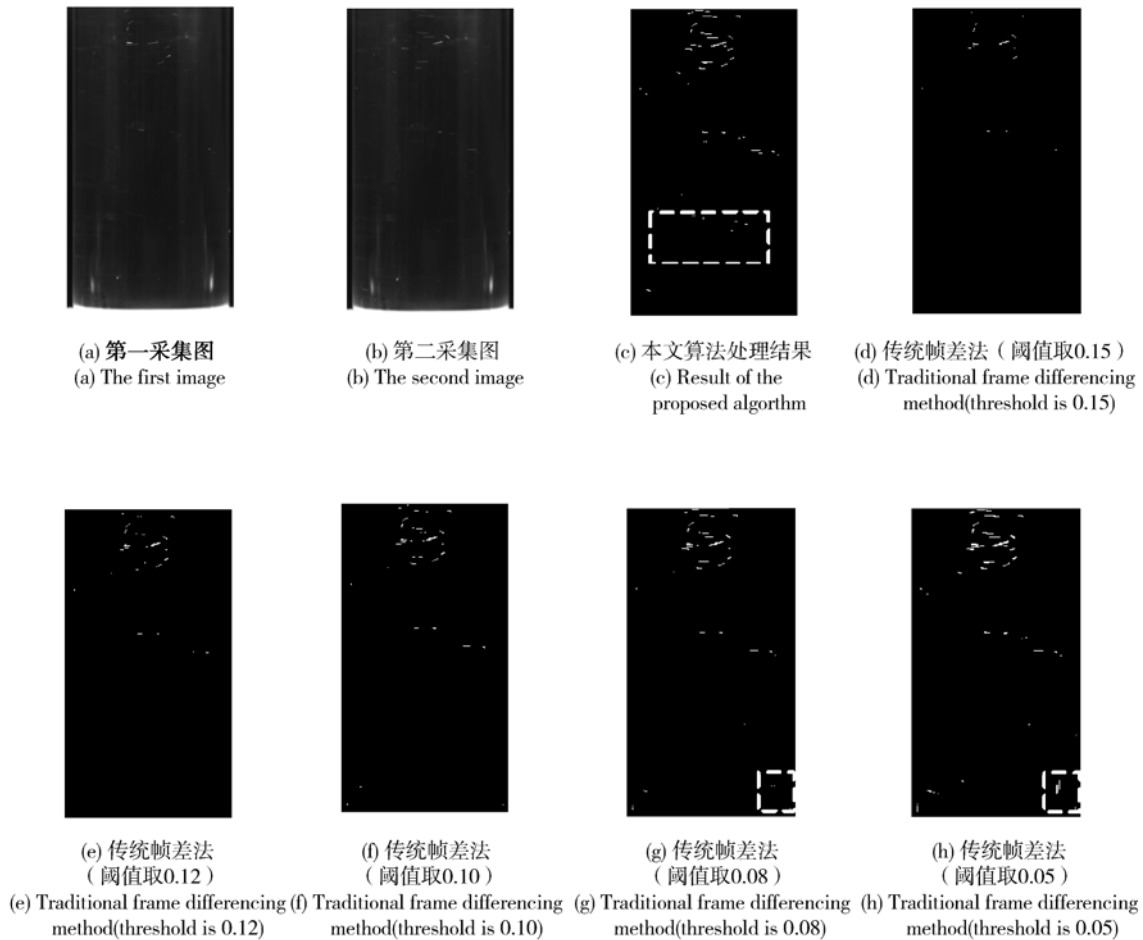 (a) 第一采集图
(a) The first image
(b) 第二采集图
(b) The second image
(c) 本文算法处理结果
(c) Result of the
proposed algorthm
(d) 传统帧差法（阈值取0.15）
(d) Traditional frame differencing
method(threshold is 0.15)
(e) 传统帧差法
（阈值取0.12）
(e) Traditional frame differencing
method(threshold is 0.12)
(f) 传统帧差法
（阈值取0.10）
(f) Traditional frame differencing
method(threshold is 0.10)
(g) 传统帧差法
（阈值取0.08）
(g) Traditional frame differencing
method(threshold is 0.08)
(h) 传统帧差法
（阈值取0.05）
(h) Traditional frame differencing
method(threshold is 0.05)